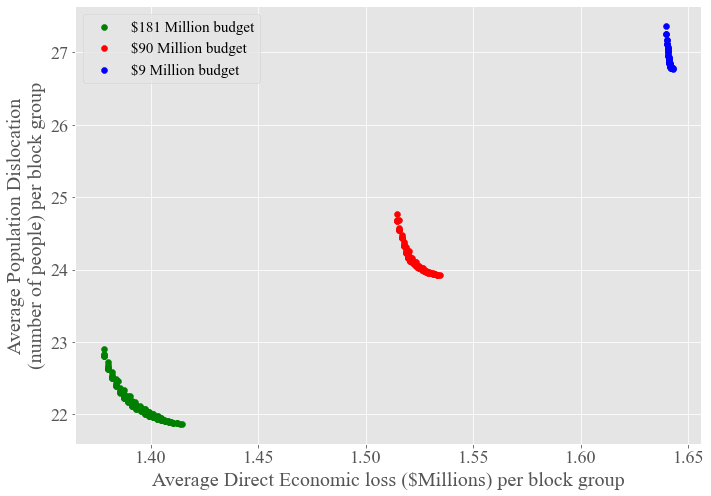 $181 Million budget
$90 Million budget
$9 Million budget
27
26
25
24
23
22
Average Population Dislocation
(number of people) per block group
1.40
1.45
1.50
1.55
1.60
1.65
Average Direct Economic loss ($Millions) per block group